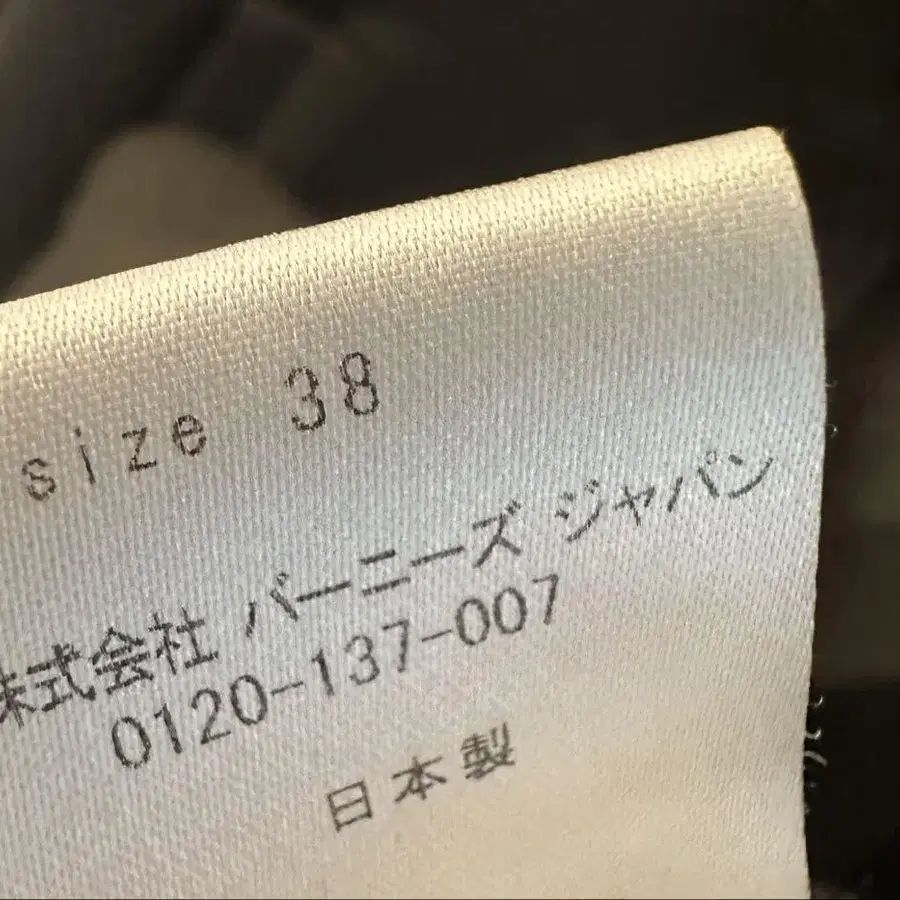 size 38
株式会社 バーニーズ ジャパン
0120-137-007
日本製